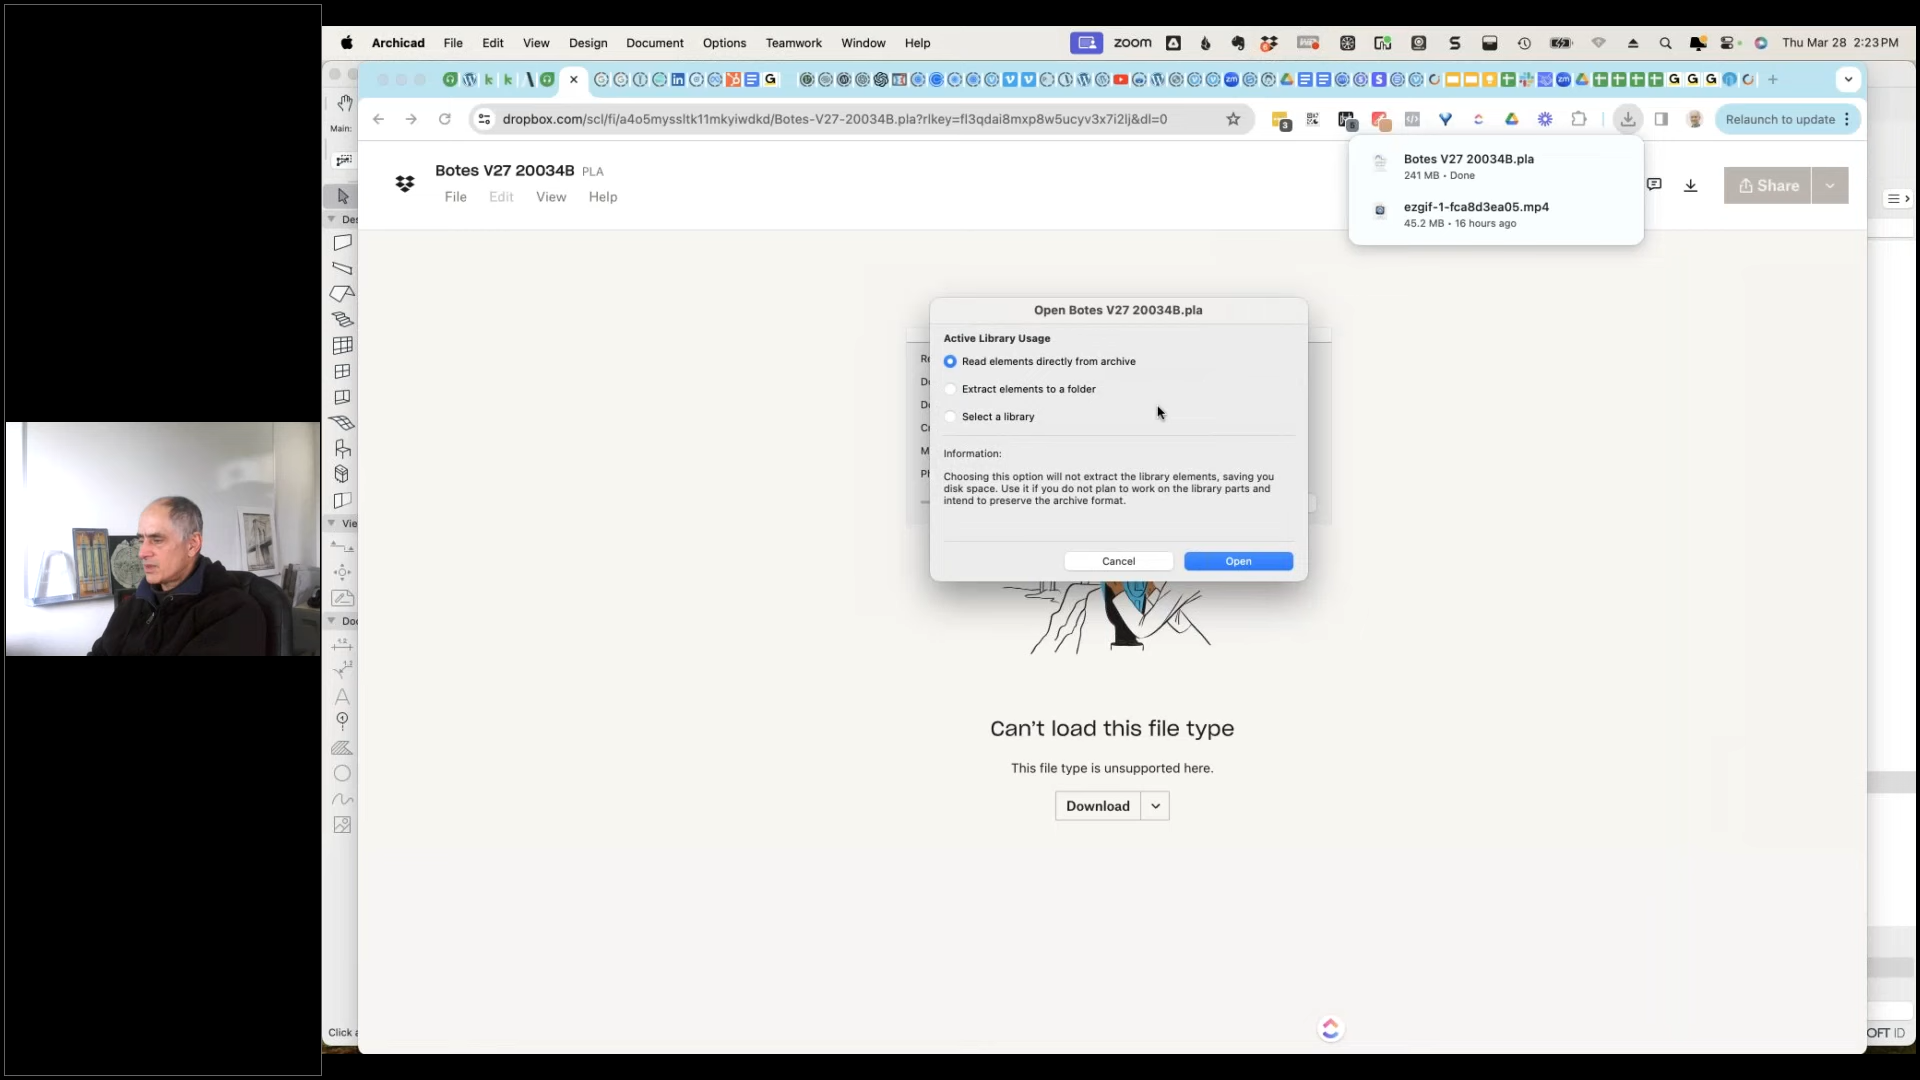 Archicad File Edit View Design Document Options Teamwork Window Help
zoom Thu Mar 28 2:23 PM
dropbox.com/scl/fi/a4o5myssltk11mkyiwdkd/Botes-V27-20034B.pla?rlkey=fl3qdai8mxp8w5ucyv3x7i2lj&dl=0
Relaunch to update
Main:
Botes V27 20034B PLA
File Edit View Help
Botes V27 20034B.pla
241 MB • Done
ezgif-1-fca8d3ea05.mp4
45.2 MB • 16 hours ago
Share
Des
Open Botes V27 20034B.pla
Active Library Usage
Read elements directly from archive
Extract elements to a folder
Select a library
Information:
Choosing this option will not extract the library elements, saving you
disk space. Use it if you do not plan to work on the library parts and
intend to preserve the archive format.
Cancel
Open
Vie
Doc
Can't load this file type
This file type is unsupported here.
Download
Click a
OFT ID